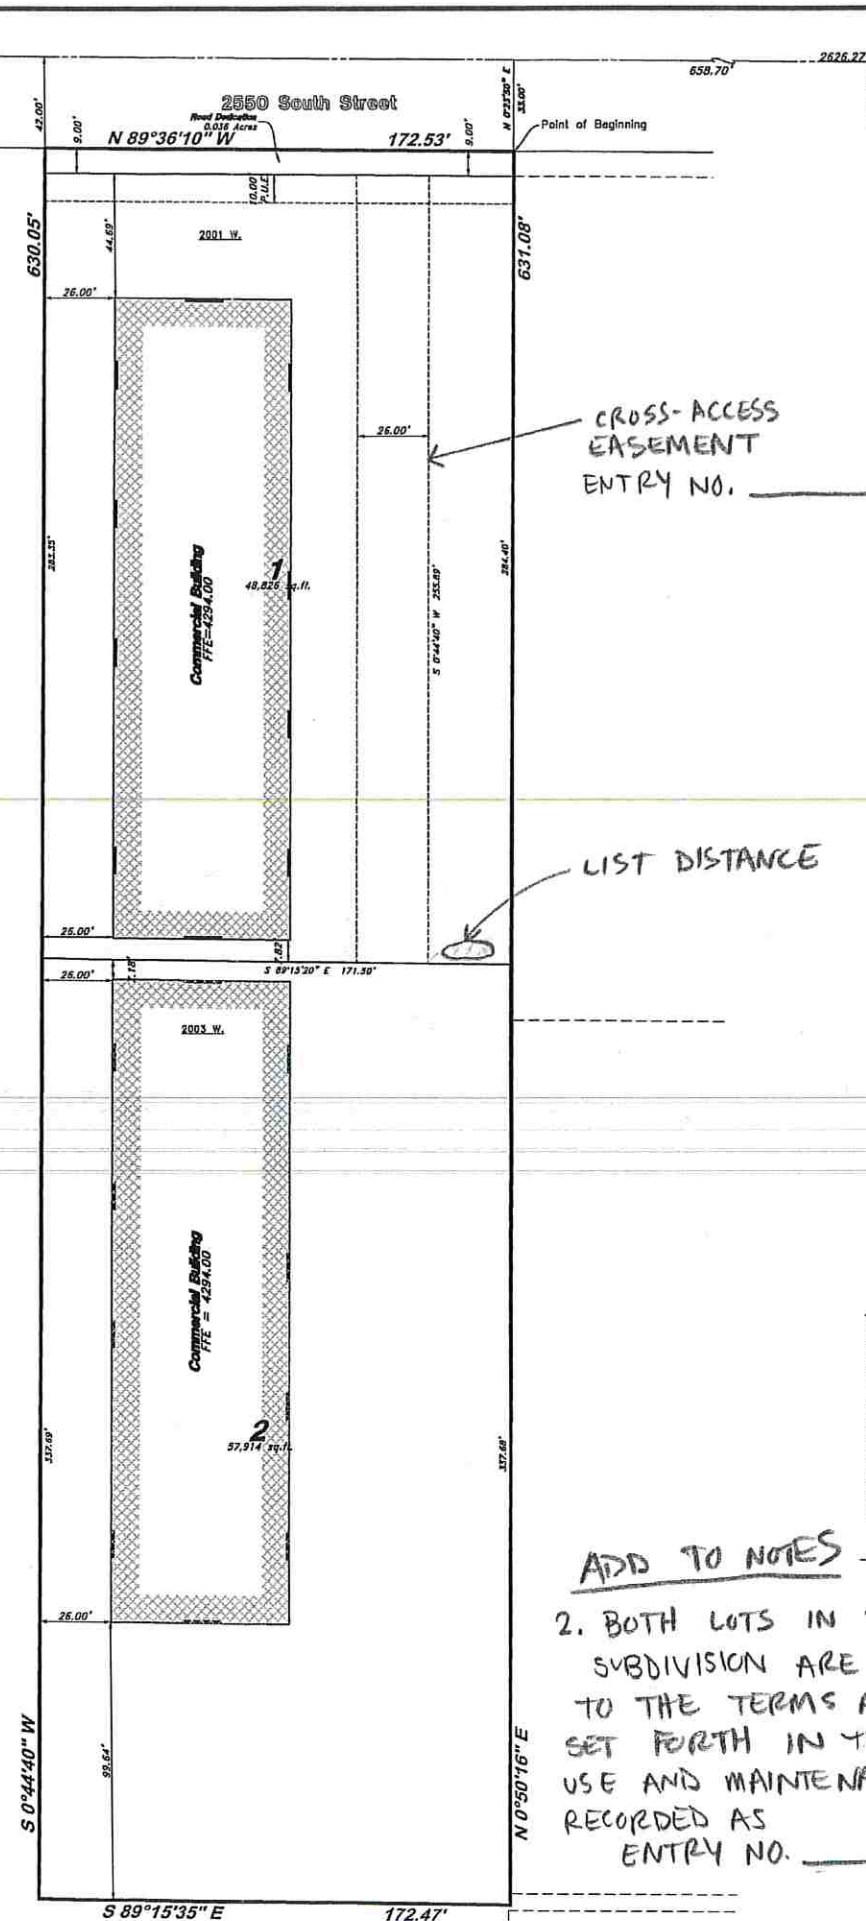 2626.27
658.70'
42.00'
N 0°23'50" E
33.00'
2550 South Street
Road Dedication
0.036 Acres
9.00'
N 89°36'10" W
172.53'
9.00'
Point of Beginning
10.00'
P.U.E.
630.05'
44.69'
2001 W.
631.08'
26.00'
CROSS-ACCESS
EASEMENT
ENTRY NO.
26.00'
283.35'
Commercial Building
FFE=4294.00
1
48,826 sq.ft.
S 0°44'40" W 255.89'
284.40'
LIST DISTANCE
25.00'
7.82'
S 89°15'20" E 171.50'
26.00'
7.18'
2003 W.
Commercial Building
FFE = 4294.00
2
57,914 sq.ft.
337.69'
337.68'
ADD TO NOTES
26.00'
2. BOTH LOTS IN
SUBDIVISION ARE
TO THE TERMS
SET FORTH IN
USE AND MAINTENA
RECORDED AS
ENTRY NO.
99.64'
S 0°44'40" W
N 0°50'16" E
S 89°15'35" E
172.47'